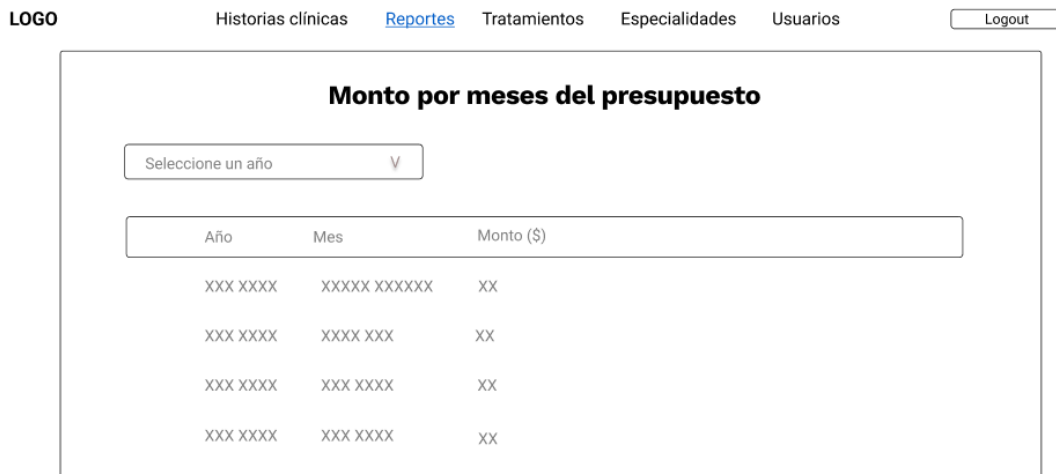 LOGO Historias clínicas Reportes Tratamientos Especialidades Usuarios Logout
Monto por meses del presupuesto
Seleccione un año V
Año Mes Monto ($)
XXX XXXX XXXXX XXXXXX XX
XXX XXXX XXXX XXX XX
XXX XXXX XXX XXXX XX
XXX XXXX XXX XXXX XX